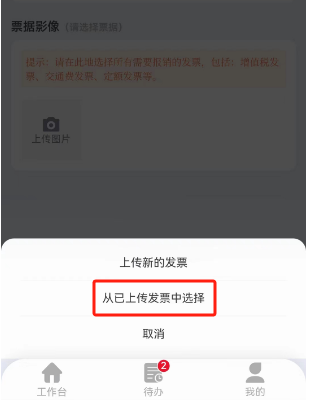 票据影像（请选择票据）
提示：请在此处选择所有需要报销的发票，包括：增值税发
票、交通费发票、定额发票等。
上传图片
上传新的发票
从已上传发票中选择
取消
2
工作台
待办
我的